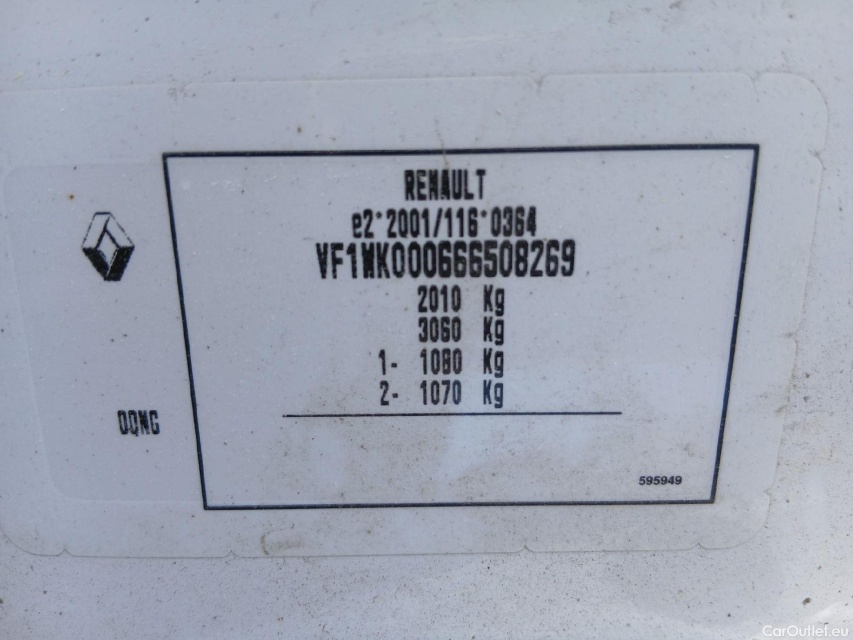 RENAULT
e2*2001/116*0364
VF1WK000666508269
2010 Kg
3060 Kg
1- 1080 Kg
2- 1070 Kg
DQNG
595949
CarOutlet.eu